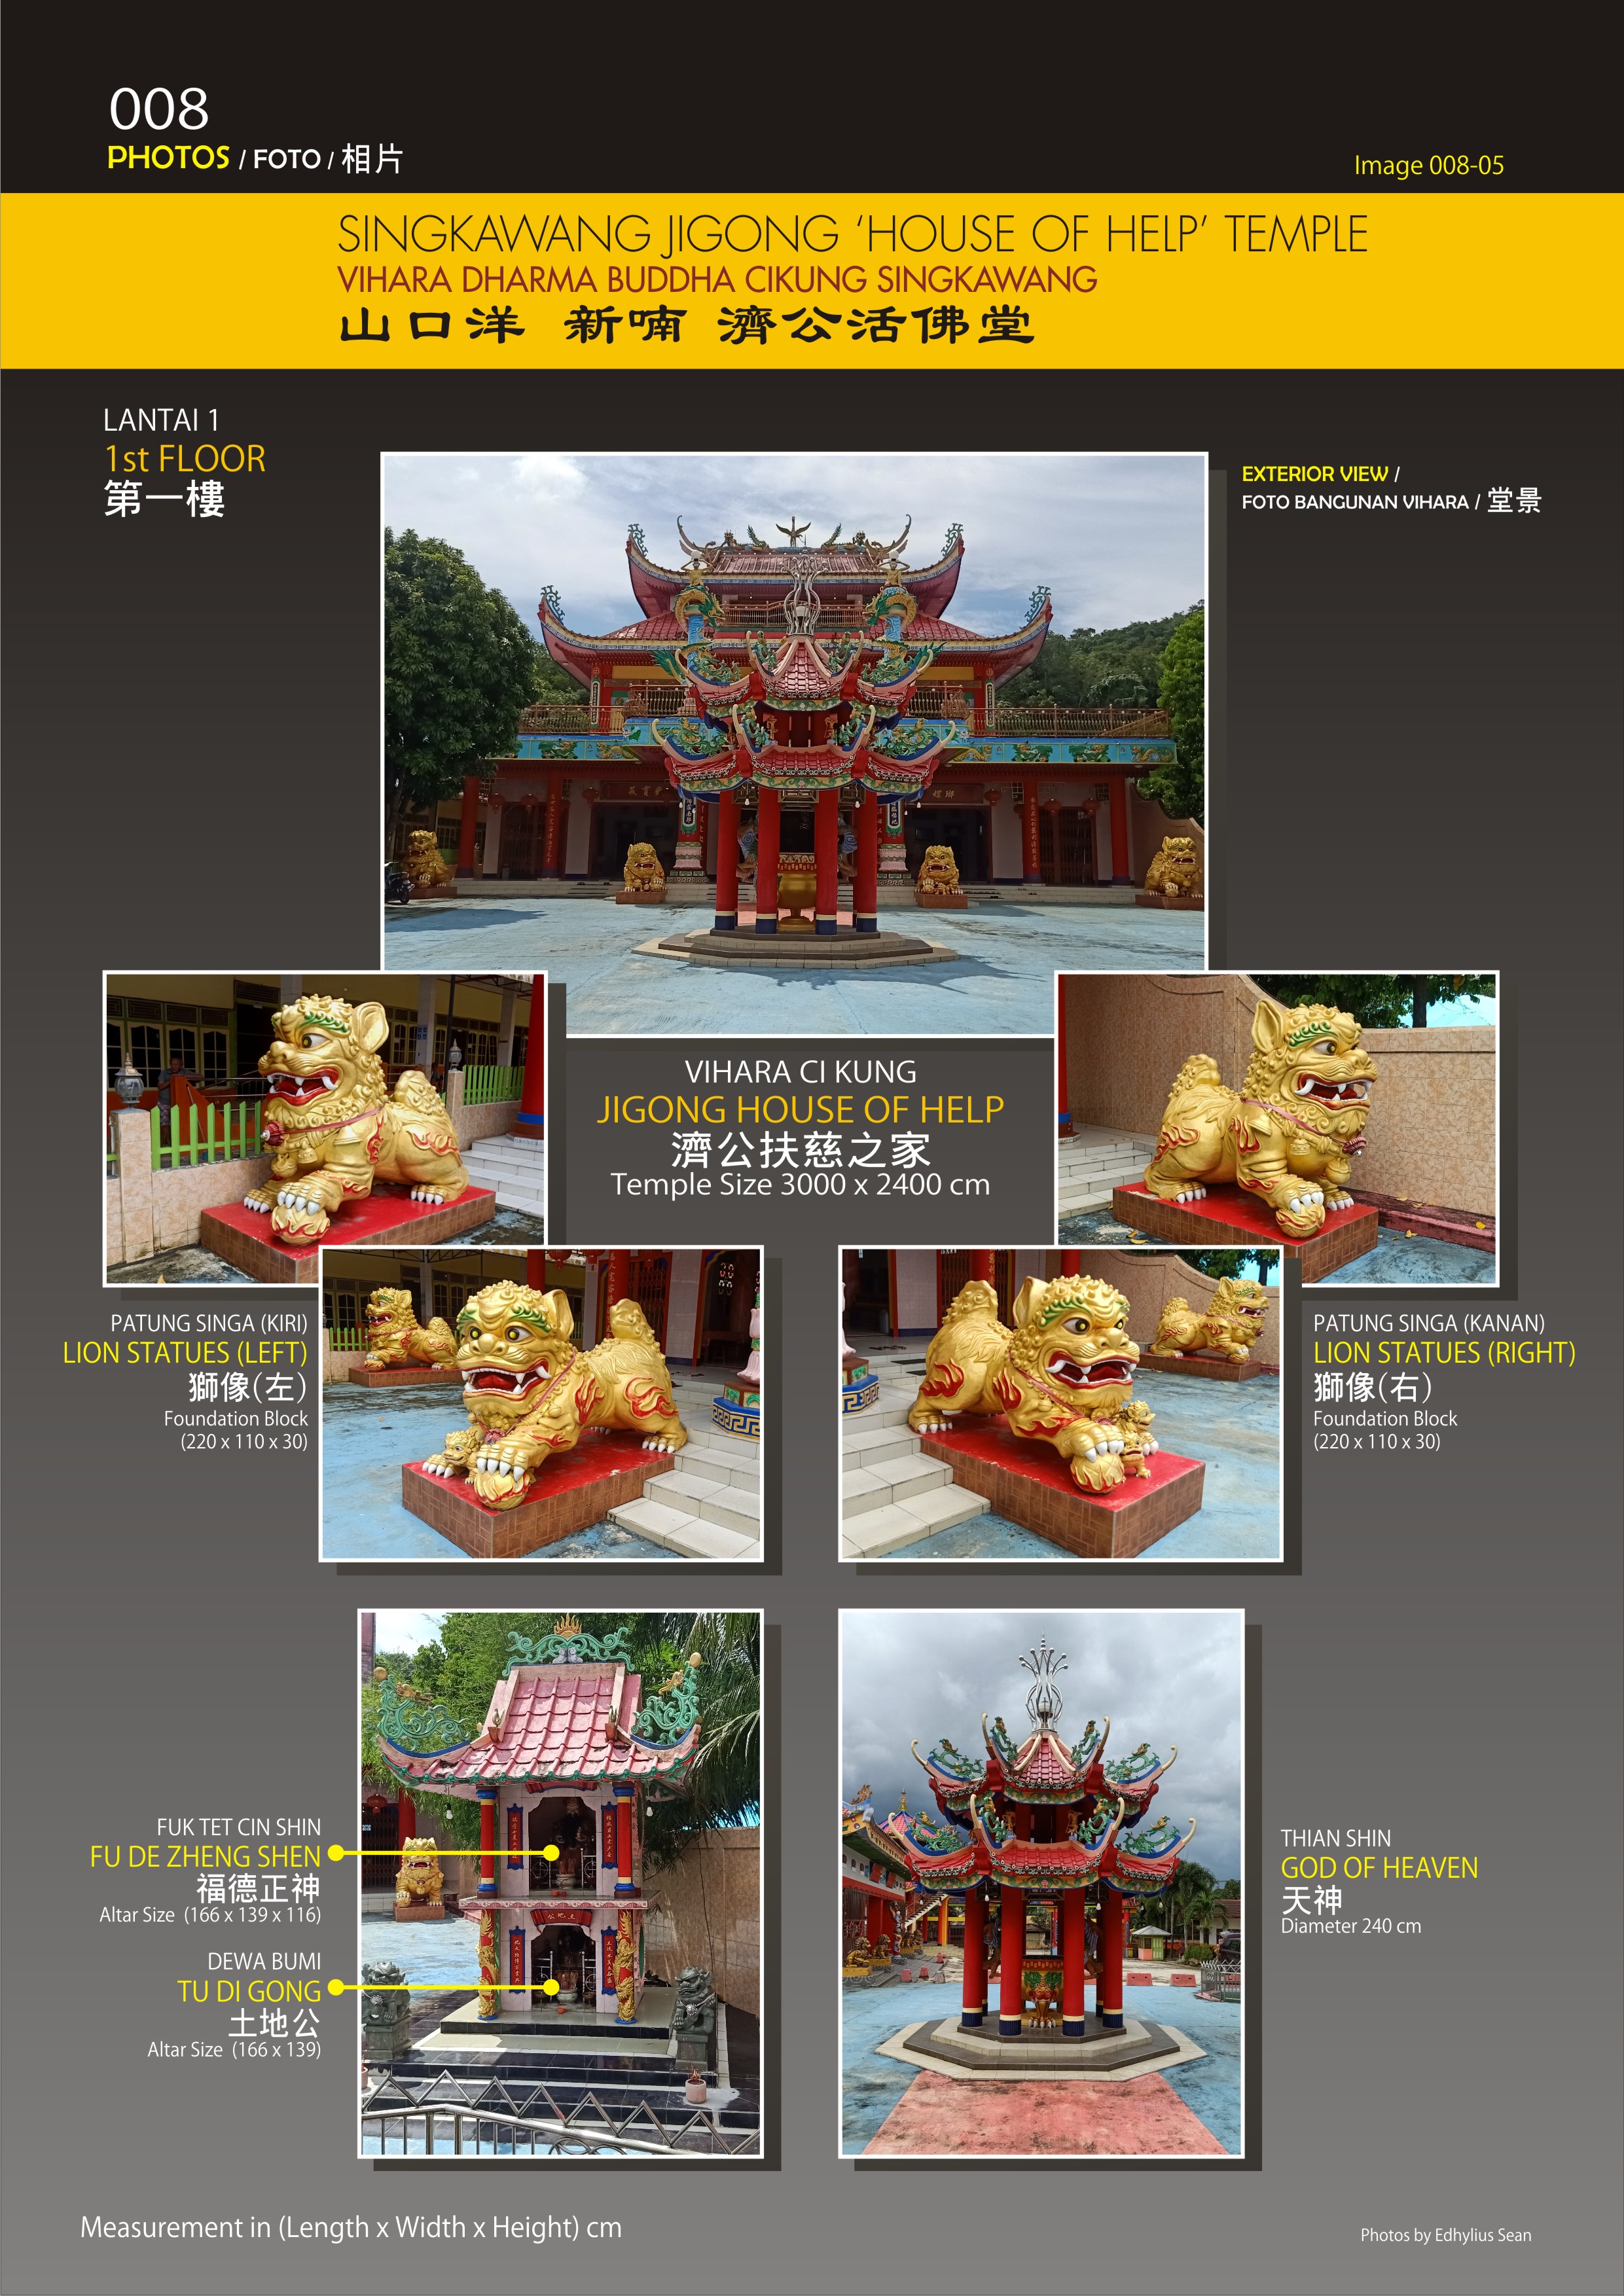 008
PHOTOS / FOTO / 相片
Image 008-05
SINGKAWANG JIGONG ‘HOUSE OF HELP’ TEMPLE
VIHARA DHARMA BUDDHA CIKUNG SINGKAWANG
山口洋 新喃 濟公活佛堂
LANTAI 1
1st FLOOR
第一樓
EXTERIOR VIEW /
FOTO BANGUNAN VIHARA / 堂景
VIHARA CI KUNG
JIGONG HOUSE OF HELP
濟公扶慈之家
Temple Size 3000 x 2400 cm
PATUNG SINGA (KIRI)
LION STATUES (LEFT)
獅像(左)
Foundation Block
(220 x 110 x 30)
PATUNG SINGA (KANAN)
LION STATUES (RIGHT)
獅像(右)
Foundation Block
(220 x 110 x 30)
FUK TET CIN SHIN
FU DE ZHENG SHEN
福德正神
Altar Size (166 x 139 x 116)
DEWA BUMI
TU DI GONG
土地公
Altar Size (166 x 139)
THIAN SHIN
GOD OF HEAVEN
天神
Diameter 240 cm
Measurement in (Length x Width x Height) cm
Photos by Edhylius Sean